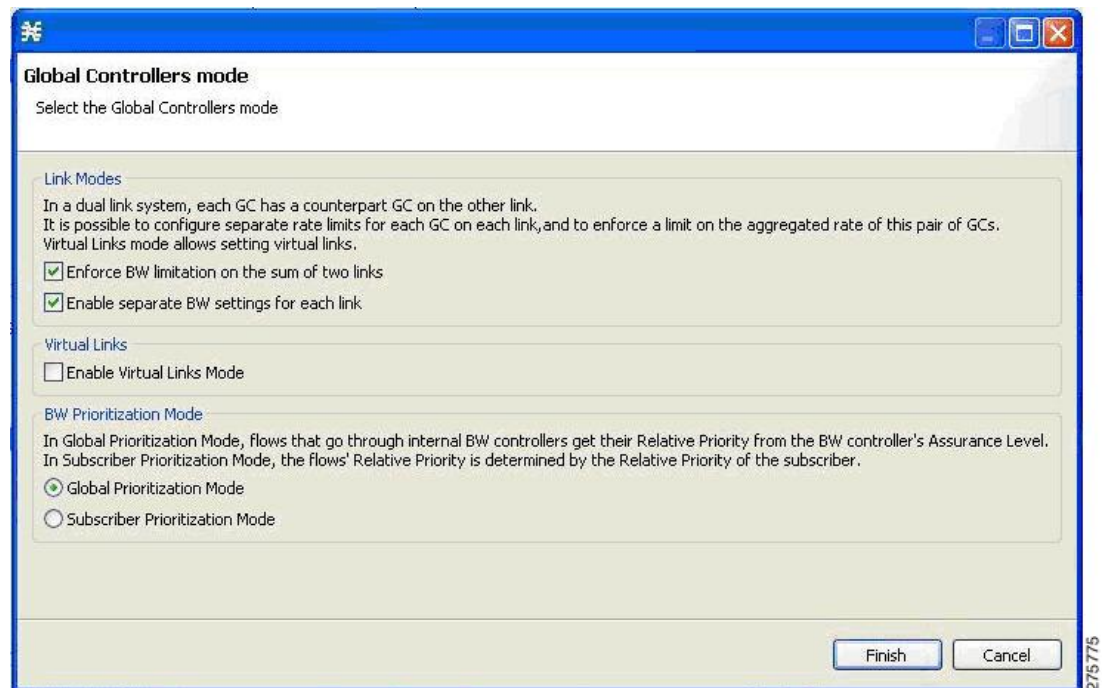 Global Controllers mode
Select the Global Controllers mode
Link Modes
In a dual link system, each GC has a counterpart GC on the other link.
It is possible to configure separate rate limits for each GC on each link,and to enforce a limit on the aggregated rate of this pair of GCs.
Virtual Links mode allows setting virtual links.
Enforce BW limitation on the sum of two links
Enable separate BW settings for each link
Virtual Links
Enable Virtual Links Mode
BW Prioritization Mode
In Global Prioritization Mode, flows that go through internal BW controllers get their Relative Priority from the BW controller's Assurance Level.
In Subscriber Prioritization Mode, the flows' Relative Priority is determined by the Relative Priority of the subscriber.
Global Prioritization Mode
Subscriber Prioritization Mode
Finish
Cancel
275775